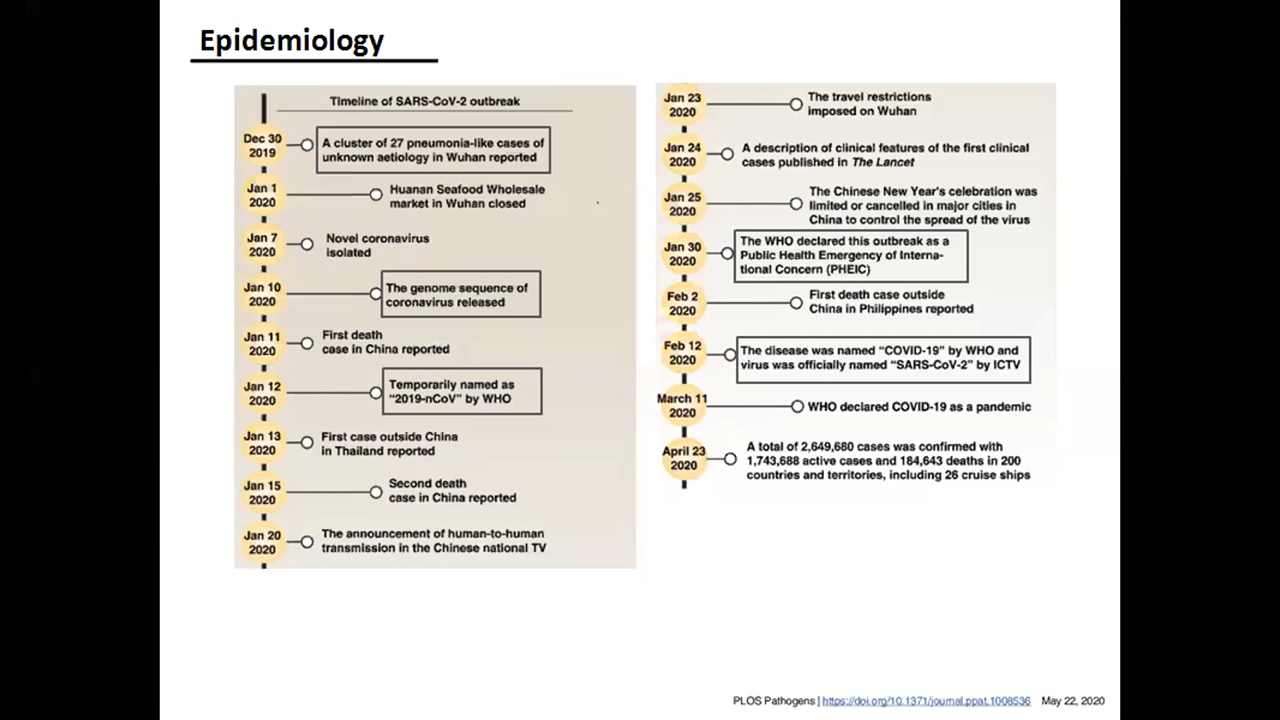 Epidemiology
Timeline of SARS-CoV-2 outbreak
Dec 30
2019
A cluster of 27 pneumonia-like cases of
unknown aetiology in Wuhan reported
Jan 1
2020
Huanan Seafood Wholesale
market in Wuhan closed
Jan 7
2020
Novel coronavirus
isolated
Jan 10
2020
The genome sequence of
coronavirus released
Jan 11
2020
First death
case in China reported
Jan 12
2020
Temporarily named as
"2019-nCoV" by WHO
Jan 13
2020
First case outside China
in Thailand reported
Jan 15
2020
Second death
case in China reported
Jan 20
2020
The announcement of human-to-human
transmission in the Chinese national TV
Jan 23
2020
The travel restrictions
imposed on Wuhan
Jan 24
2020
A description of clinical features of the first clinical
cases published in The Lancet
Jan 25
2020
The Chinese New Year's celebration was
limited or cancelled in major cities in
China to control the spread of the virus
Jan 30
2020
The WHO declared this outbreak as a
Public Health Emergency of Interna-
tional Concern (PHEIC)
Feb 2
2020
First death case outside
China in Philippines reported
Feb 12
2020
The disease was named "COVID-19" by WHO and
virus was officially named "SARS-CoV-2" by ICTV
March 11
2020
WHO declared COVID-19 as a pandemic
April 23
2020
A total of 2,649,680 cases was confirmed with
1,743,688 active cases and 184,643 deaths in 200
countries and territories, including 26 cruise ships
PLOS Pathogens | https://doi.org/10.1371/journal.ppat.1008536 May 22, 2020